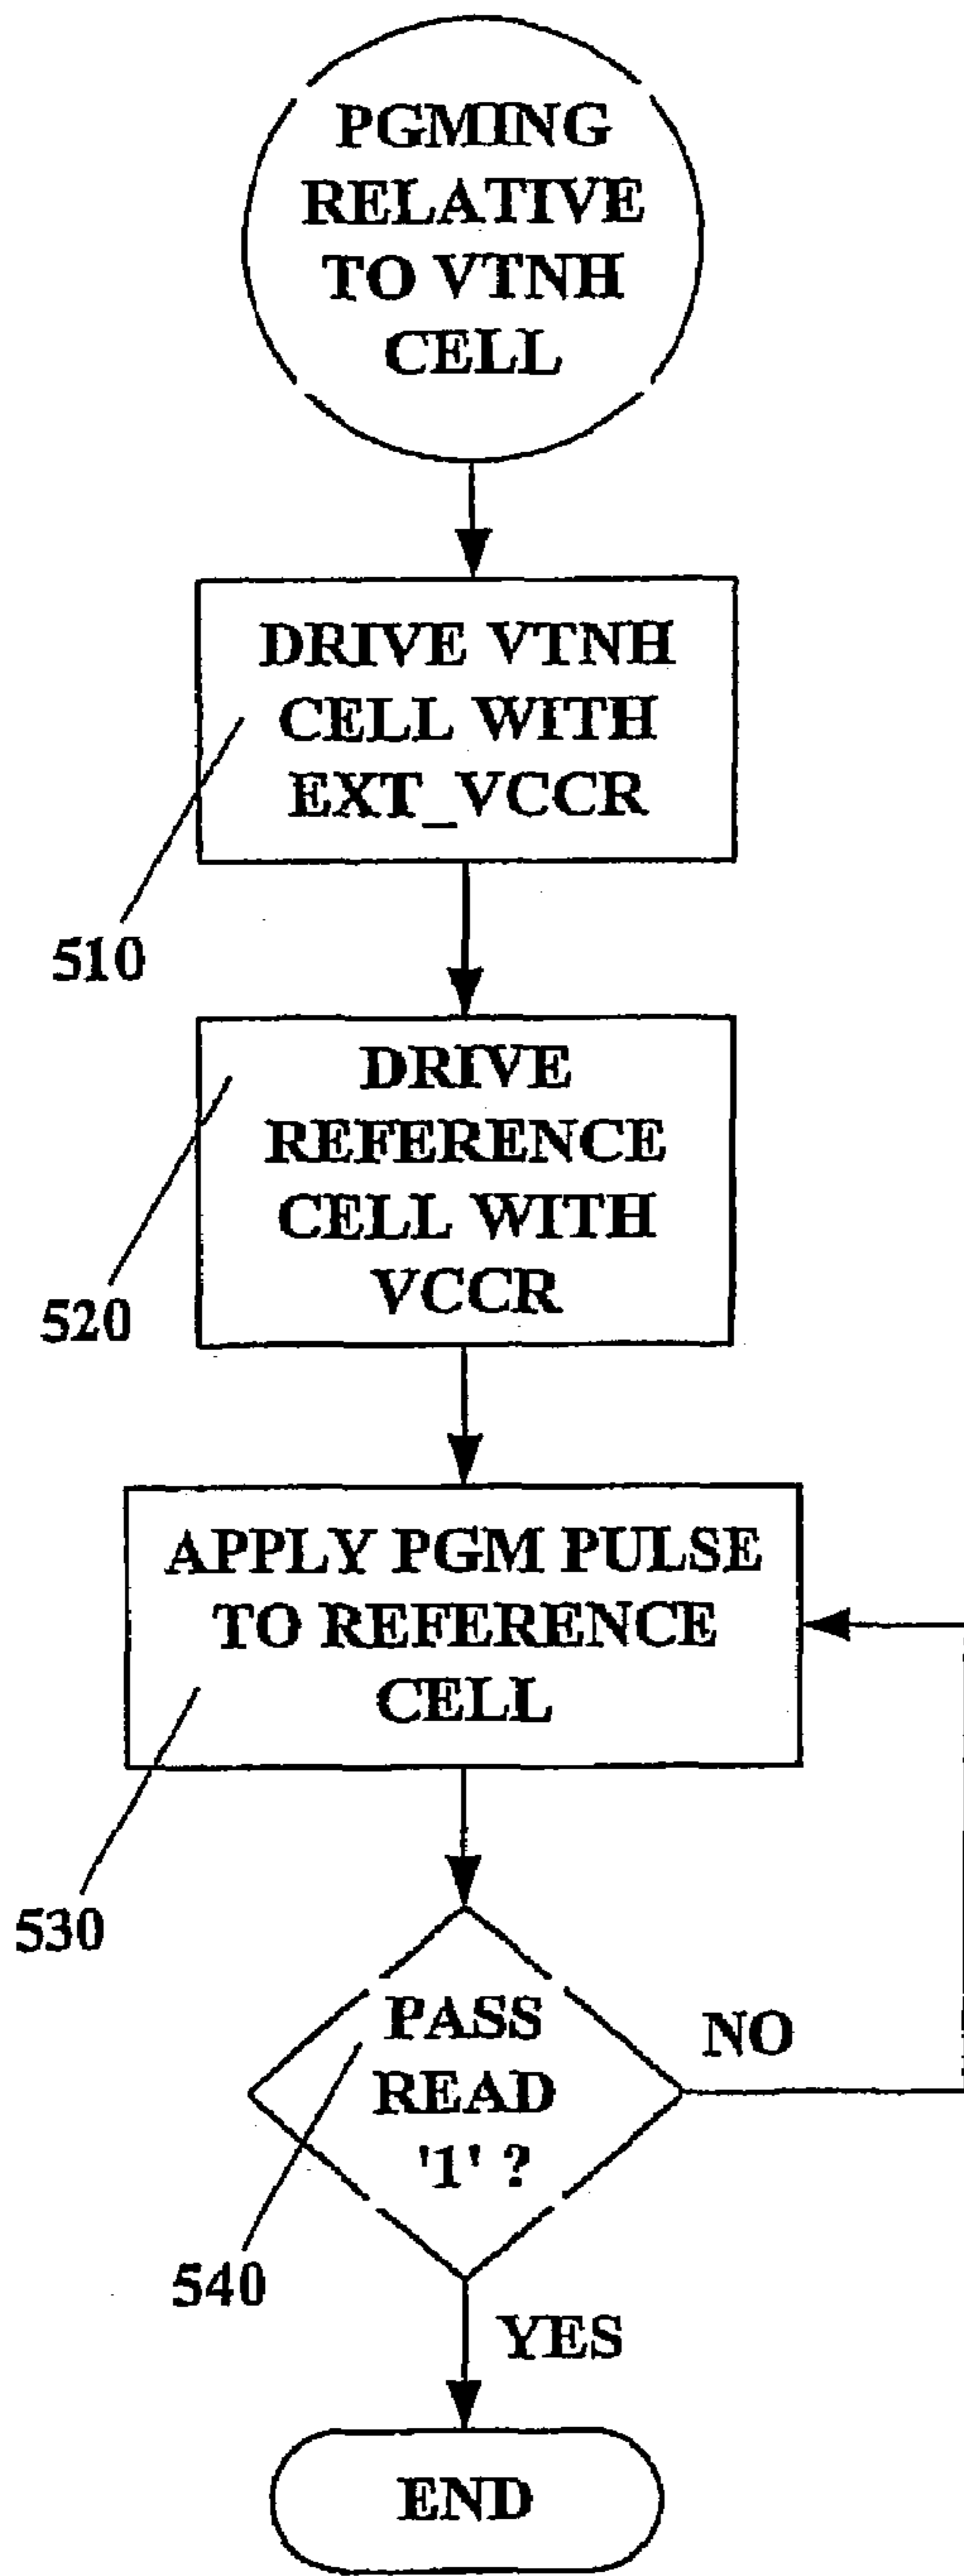 PGMING
RELATIVE
TO VTNH
CELL
DRIVE VTNH
CELL WITH
EXT_VCCR
510
DRIVE
REFERENCE
CELL WITH
VCCR
520
APPLY PGM PULSE
TO REFERENCE
CELL
530
PASS
READ
'1' ?
NO
540
YES
END